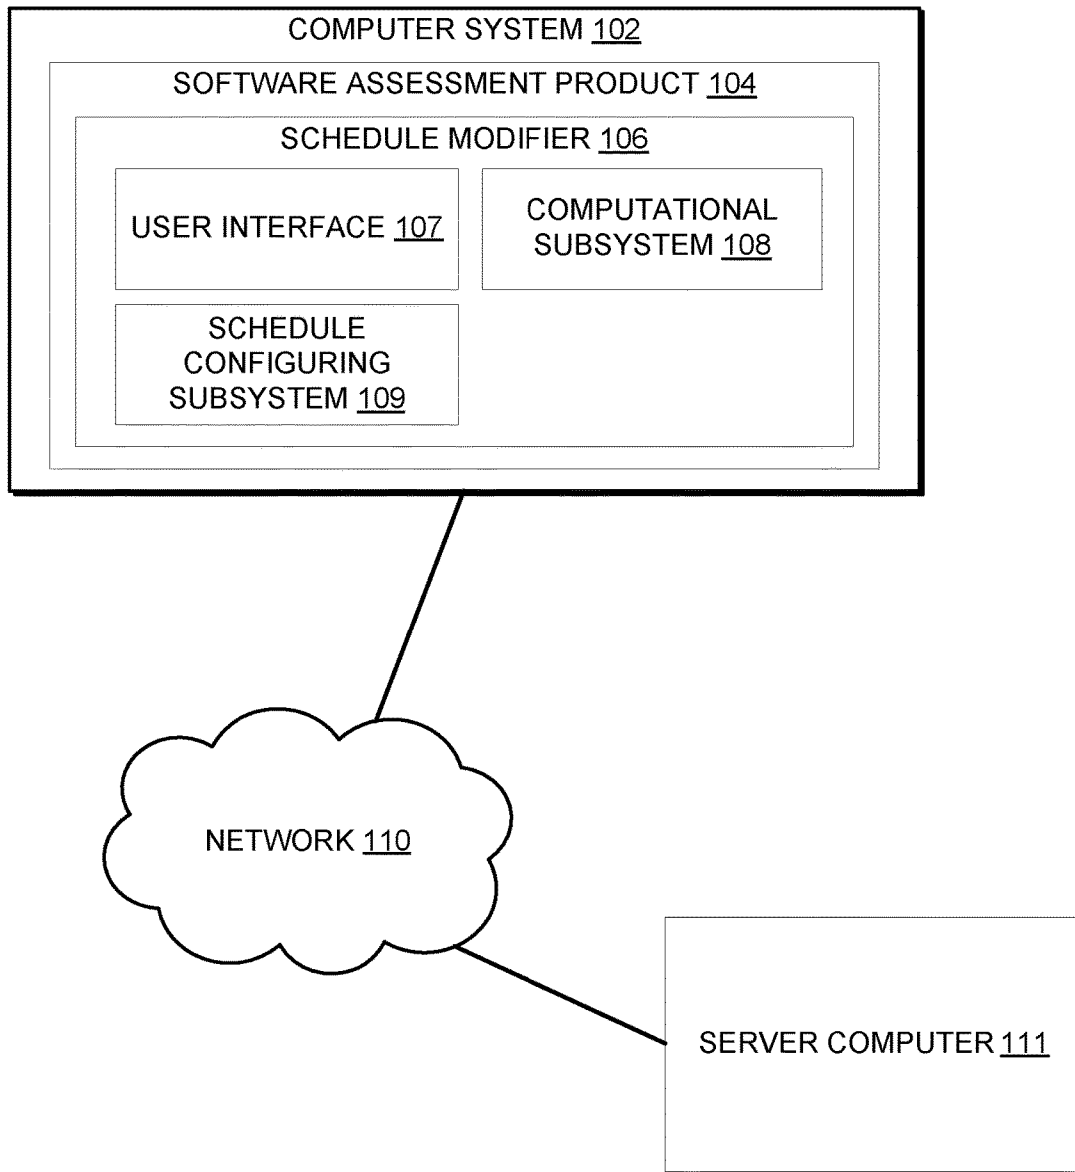 COMPUTER SYSTEM 102
SOFTWARE ASSESSMENT PRODUCT 104
SCHEDULE MODIFIER 106
USER INTERFACE 107
COMPUTATIONAL
SUBSYSTEM 108
SCHEDULE
CONFIGURING
SUBSYSTEM 109
NETWORK 110
SERVER COMPUTER 111